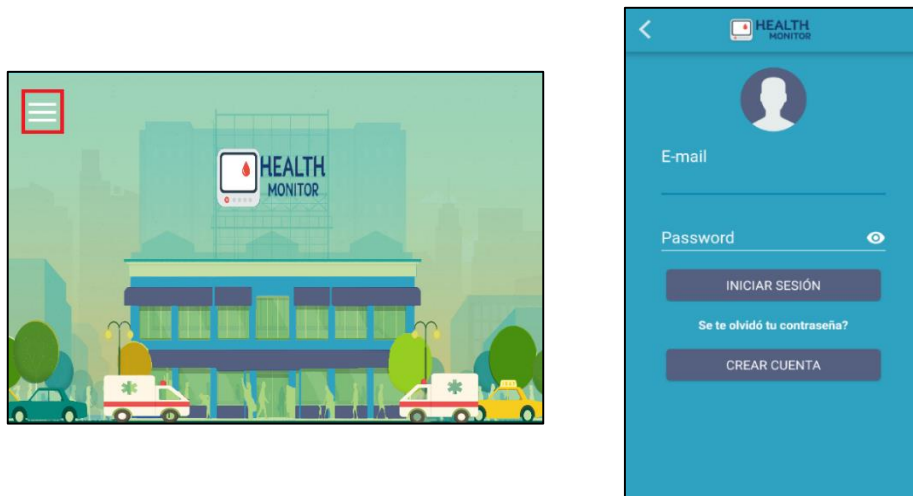 HEALTH
MONITOR
HEALTH
MONITOR
E-mail
Password
INICIAR SESIÓN
Se te olvidó tu contraseña?
CREAR CUENTA